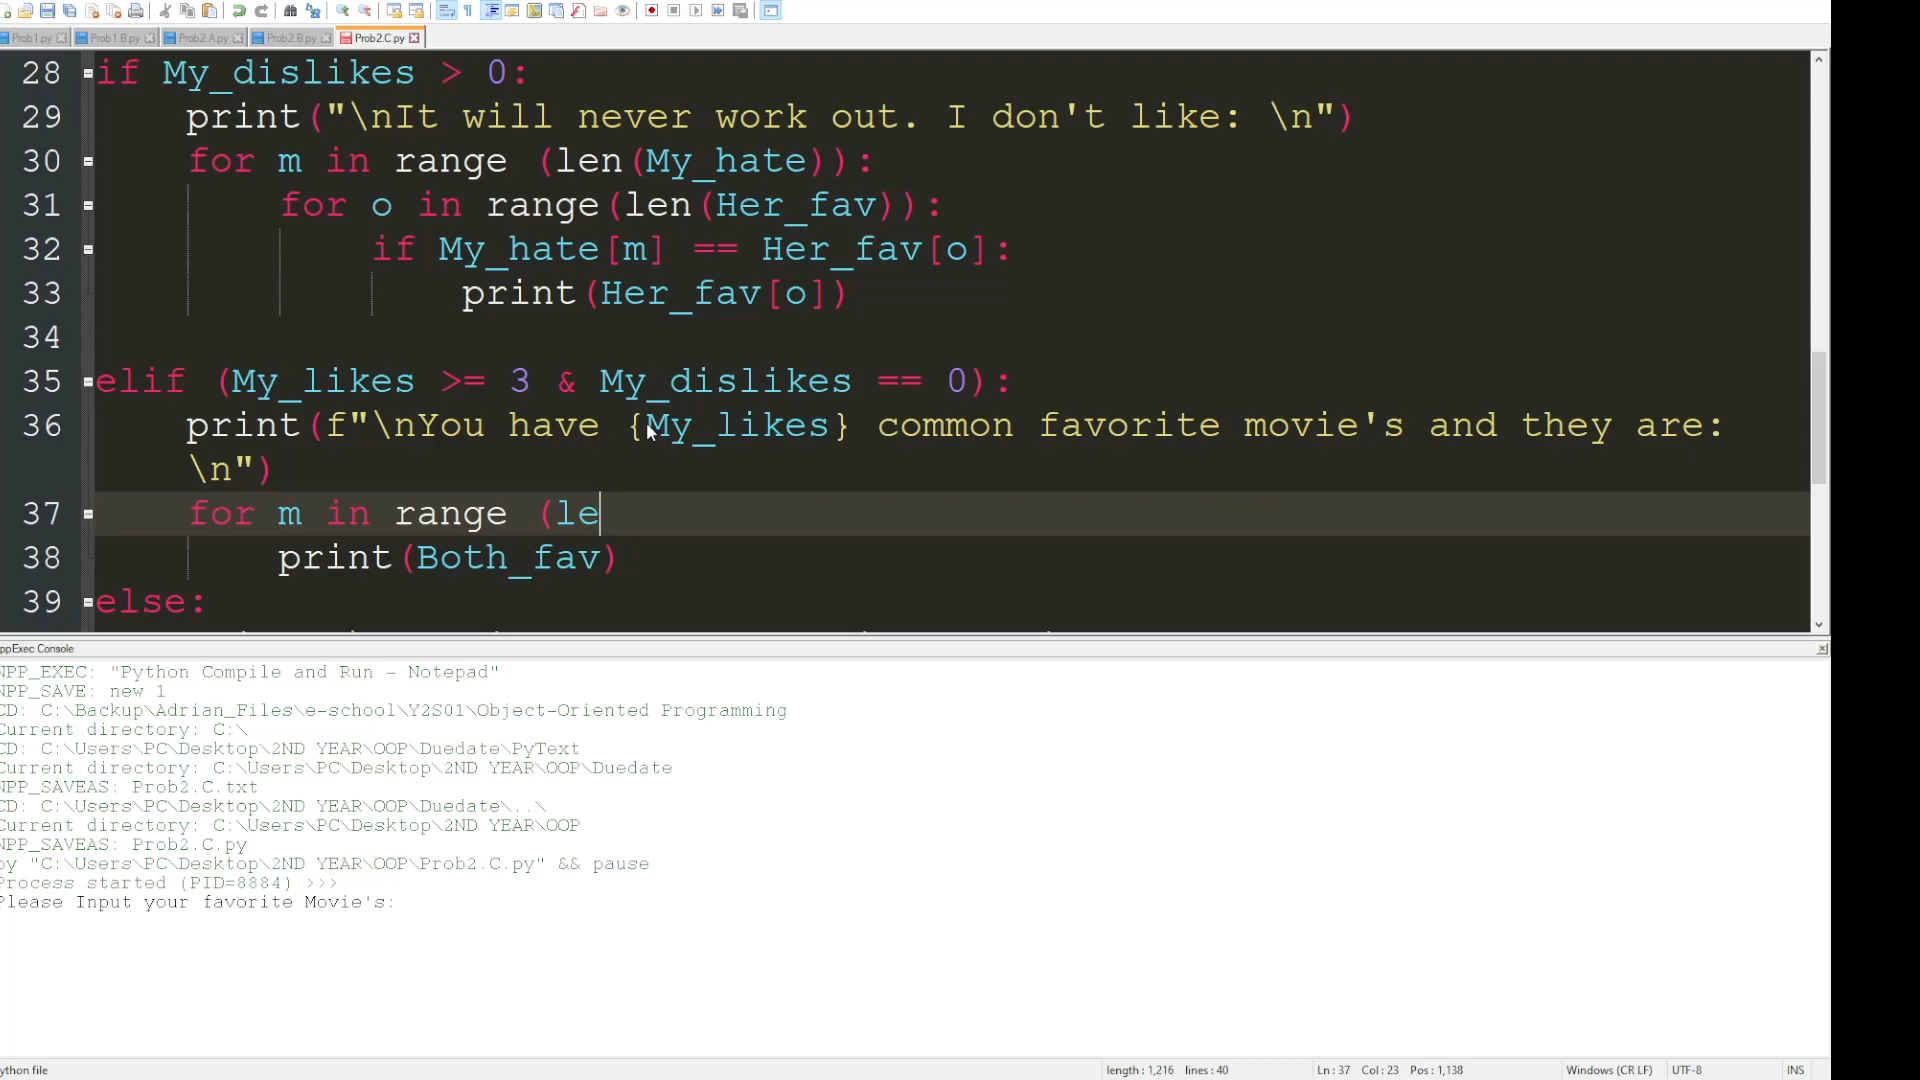 Prob1.py Prob1.B.py Prob2.A.py Prob2.B.py Prob2.C.py
28 if My_dislikes > 0:
29 print("\nIt will never work out. I don't like: \n")
30 for m in range (len(My_hate)):
31 for o in range(len(Her_fav)):
32 if My_hate[m] == Her_fav[o]:
33 print(Her_fav[o])
34
35 elif (My_likes >= 3 & My_dislikes == 0):
36 print(f"\nYou have {My_likes} common favorite movie's and they are:
\n")
37 for m in range (le
38 print(Both_fav)
39 else:
ppExec Console
NPP_EXEC: "Python Compile and Run - Notepad"
NPP_SAVE: new 1
CD: C:\Backup\Adrian_Files\e-school\Y2S01\Object-Oriented Programming
Current directory: C:\
CD: C:\Users\PC\Desktop\2ND YEAR\OOP\Duedate\PyText
Current directory: C:\Users\PC\Desktop\2ND YEAR\OOP\Duedate
NPP_SAVEAS: Prob2.C.txt
CD: C:\Users\PC\Desktop\2ND YEAR\OOP\Duedate\..\
Current directory: C:\Users\PC\Desktop\2ND YEAR\OOP
NPP_SAVEAS: Prob2.C.py
py "C:\Users\PC\Desktop\2ND YEAR\OOP\Prob2.C.py" && pause
Process started (PID=8884) >>>
Please Input your favorite Movie's:
ython file length : 1,216 lines : 40 Ln : 37 Col : 23 Pos : 1,138 Windows (CR LF) UTF-8 INS